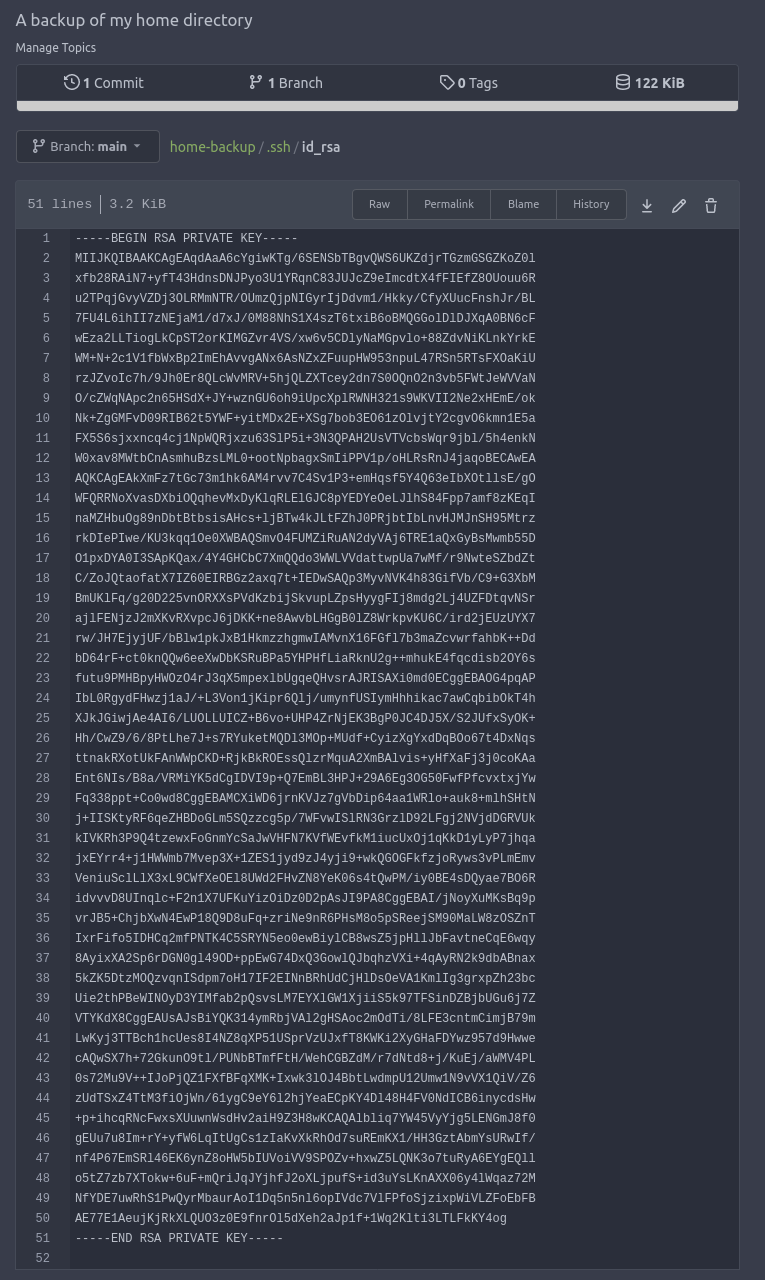 A backup of my home directory
Manage Topics
1 Commit 1 Branch 0 Tags 122 KiB
Branch: main home-backup / .ssh / id_rsa
51 lines 3.2 KiB Raw Permalink Blame History
1 -----BEGIN RSA PRIVATE KEY-----
2 MIIJKQIBAAKCAgEAqdAaA6cYgiwKTg/6SENSbTBgvQWS6UKZdjrTGzmGSGZKoZ0l
3 xfb28RAiN7+yfT43HdnsDNJPyo3U1YRqnC83JUJcZ9eImcdtX4fFIEfZ8OUouu6R
4 u2TPqjGvyVZDj3OLRMmNTR/OUmzQjpNIGyrIjDdvm1/Hkky/CfyXUucFnshJr/BL
5 7FU4L6ihII7zNEjaM1/d7xJ/0M88NhS1X4szT6txiB6oBMQGGolDlDJXqA0BN6cF
6 wEza2LLTiogLkCpST2orKIMGZvr4VS/xw6v5CDlyNaMGpvlo+88ZdvNiKLnkYrkE
7 WM+N+2c1V1fbWxBp2ImEhAvvgANx6AsNZxZFuupHW953npuL47RSn5RTsFXOaKiU
8 rzJZvoIc7h/9Jh0Er8QLcWvMRV+5hjQLZXTcey2dn7S0OQnO2n3vb5FWtJeWVVaN
9 O/cZWqNApc2n65HSdX+JY+wznGU6oh9iUpcXplRWNH321s9WKVII2Ne2xHEmE/ok
10 Nk+ZgGMFvD09RIB62t5YWF+yitMDx2E+XSg7bob3EO61zOlvjtY2cgvO6kmn1E5a
11 FX5S6sjxxncq4cj1NpWQRjxzu63SlP5i+3N3QPAH2UsVTVcbsWqr9jbl/5h4enkN
12 W0xav8MWtbCnAsmhuBzsLML0+ootNpbagxSmIiPPV1p/oHLRsRnJ4jaqoBECAwEA
13 AQKCAgEAkXmFz7tGc73m1hk6AM4rvv7C4Sv1P3+emHqsf5Y4Q63eIbXOtllsE/gO
14 WFQRRNoXvasDXbiOQqhevMxDyKlqRLElGJC8pYEDYeOeLJlhS84Fpp7amf8zKEqI
15 naMZHbuOg89nDbtBtbsisAHcs+ljBTw4kJLtFZhJ0PRjbtIbLnvHJMJnSH95Mtrz
16 rkDIePIwe/KU3kqq1Oe0XWBAQSmvO4FUMZiRuAN2dyVAj6TRE1aQxGyBsMwmb55D
17 O1pxDYA0I3SApKQax/4Y4GHCbC7XmQQdo3WWLVVdattwpUa7wMf/r9NwteSZbdZt
18 C/ZoJQtaofatX7IZ60EIRBGz2axq7t+IEDwSAQp3MyvNVK4h83GifVb/C9+G3XbM
19 BmUKlFq/g20D225vnORXXsPVdKzbijSkvupLZpsHyygFIj8mdg2Lj4UZFDtqvNSr
20 ajlFENjzJ2mXKvRXvpcJ6jDKK+ne8AwvbLHGgB0lZ8WrkpvKU6C/ird2jEUzUYX7
21 rw/JH7EjyjUF/bBlw1pkJxB1HkmzzhgmwIAMvnX16FGfl7b3maZcvwrfahbK++Dd
22 bD64rF+ct0knQQw6eeXwDbKSRuBPa5YHPHfLiaRknU2g++mhukE4fqcdisb2OY6s
23 futu9PMHBpyHWOzO4rJ3qX5mpexlbUgqeQHvsrAJRISAXi0md0ECggEBAOG4pqAP
24 IbL0RgydFHwzj1aJ/+L3Von1jKipr6Qlj/umynfUSIymHhhikac7awCqbibOkT4h
25 XJkJGiwjAe4AI6/LUOLLUICZ+B6vo+UHP4ZrNjEK3BgP0JC4DJ5X/S2JUfxSyOK+
26 Hh/CwZ9/6/8PtLhe7J+s7RYuketMQDl3MOp+MUdf+CyizXgYxdDqBOo67t4DxNqs
27 ttnakRXotUkFAnWWpCKD+RjkBkROEssQlzrMquA2XmBAlvis+yHfXaFj3j0coKAa
28 Ent6NIs/B8a/VRMiYK5dCgIDVI9p+Q7EmBL3HPJ+29A6Eg3OG50FwfPfcvxtxjYw
29 Fq338ppt+Co0wd8CggEBAMCXiWD6jrnKVJz7gVbDip64aa1WRlo+auk8+mlhSHtN
30 j+IISKtyRF6qeZHBDoGLm5SQzzcg5p/7WFvwISlRN3GrzlD92LFgj2NVjdDGRVUk
31 kIVKRh3P9Q4tzewxFoGnmYcSaJwVHFN7KVfWEvfkM1iucUxOj1qKkD1yLyP7jhqa
32 jxEYrr4+j1HWWmb7Mvep3X+1ZES1jyd9zJ4yji9+wkQGOGFkfzjoRyws3vPLmEmv
33 VeniuSclLlX3xL9CWfXeOEl8UWd2FHvZN8YeK06s4tQwPM/iy0BE4sDQyae7BO6R
34 idvvvD8UInqlc+F2n1X7UFKuYizOiDz0D2pAsJI9PA8CggEBAI/jNoyXuMKsBq9p
35 vrJB5+ChjbXwN4EwP18Q9D8uFq+zriNe9nR6PHsM8o5pSReejSM90MaLW8zOSZnT
36 IxrFifo5IDHCq2mfPNTK4C5SRYN5eo0ewBiylCB8wsZ5jpHllJbFavtneCqE6wqy
37 8AyixXA2Sp6rDGN0gl49OD+ppEwG74DxQ3GowlQJbqhzVXi+4qAyRN2k9dbABnax
38 5kZK5DtzMOQzvqnISdpm7oH17IF2EINnBRhUdCjHlDsOeVA1KmlIg3grxpZh23bc
39 Uie2thPBeWINOyD3YIMfab2pQsvsLM7EYXlGW1XjiiS5k97TFSinDZBjbUGu6j7Z
40 VTYKdX8CggEAUsAJsBiYQK314ymRbjVAl2gHSAoc2mOdTi/8LFE3cntmCimjB79m
41 LwKyj3TTBch1hcUes8I4NZ8qXP51USprVzUJxfT8KWKi2XyGHaFDYwz957d9Hwwe
42 cAQwSX7h+72GkunO9tl/PUNbBTmfFtH/WehCGBZdM/r7dNtd8+j/KuEj/aWMV4PL
43 0s72Mu9V++IJoPjQZ1FXfBFqXMK+Ixwk3lOJ4BbtLwdmpU12Umw1N9vVX1QiV/Z6
44 zUdTSxZ4TtM3fiOjWn/61ygC9eY6l2hjYeaECpKY4Dl48H4FV0NdICB6inycdsHw
45 +p+ihcqRNcFwxsXUuwnWsdHv2aiH9Z3H8wKCAQAlbliq7YW45VyYjg5LENGmJ8f0
46 gEUu7u8Im+rY+yfW6LqItUgCs1zIaKvXkRhOd7suREmKX1/HH3GztAbmYsURwIf/
47 nf4P67EmSRl46EK6ynZ8oHW5bIUVoiVV9SPOZv+hxwZ5LQNK3o7tuRyA6EYgEQll
48 o5tZ7zb7XTokw+6uF+mQriJqJYjhfJ2oXLjpufS+id3uYsLKnAXX06y4lWqaz72M
49 NfYDE7uwRhS1PwQyrMbaurAoI1Dq5n5nl6opIVdc7VlFPfoSjzixpWiVLZFoEbFB
50 AE77E1AeujKjRkXLQUO3z0E9fnrOl5dXeh2aJp1f+1Wq2Klti3LTLFkKY4og
51 -----END RSA PRIVATE KEY-----
52